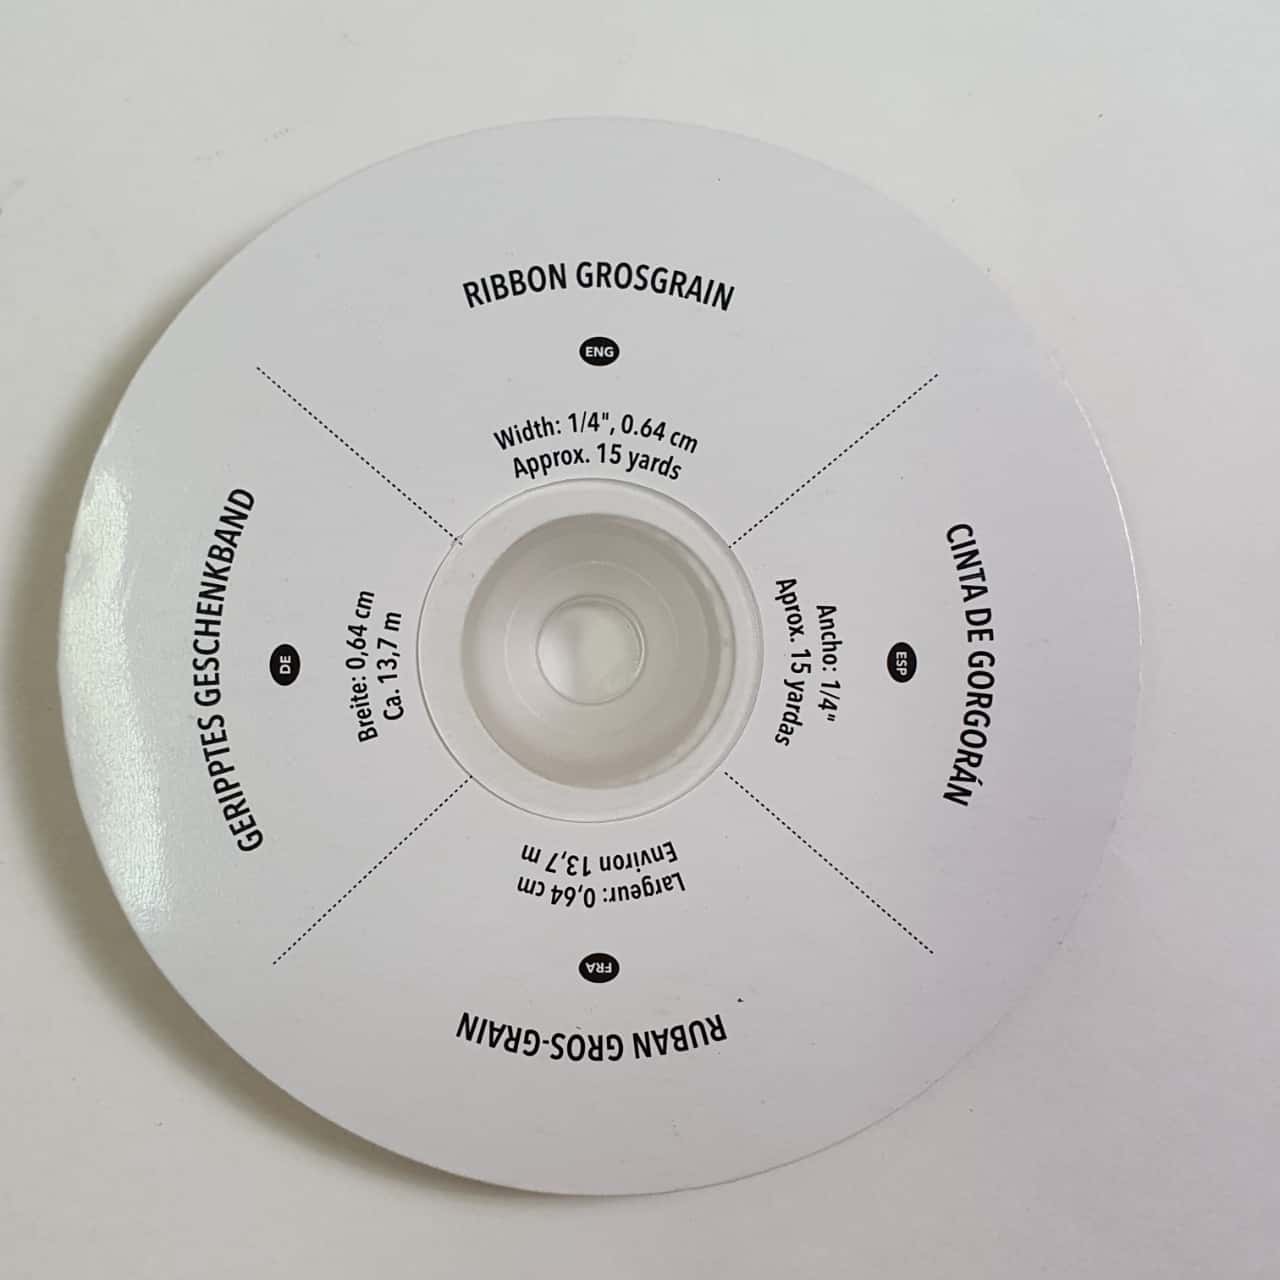 RIBBON GROSGRAIN
ENG
Width: 1/4", 0.64 cm
Approx. 15 yards
CINTA DE GORGORÁN
ESP
Ancho: 1/4"
Aprox. 15 yardas
RUBAN GROS-GRAIN
FRA
Largeur: 0,64 cm
Environ 13,7 m
GERIPPTES GESCHENKBAND
DE
Breite: 0,64 cm
Ca. 13,7 m